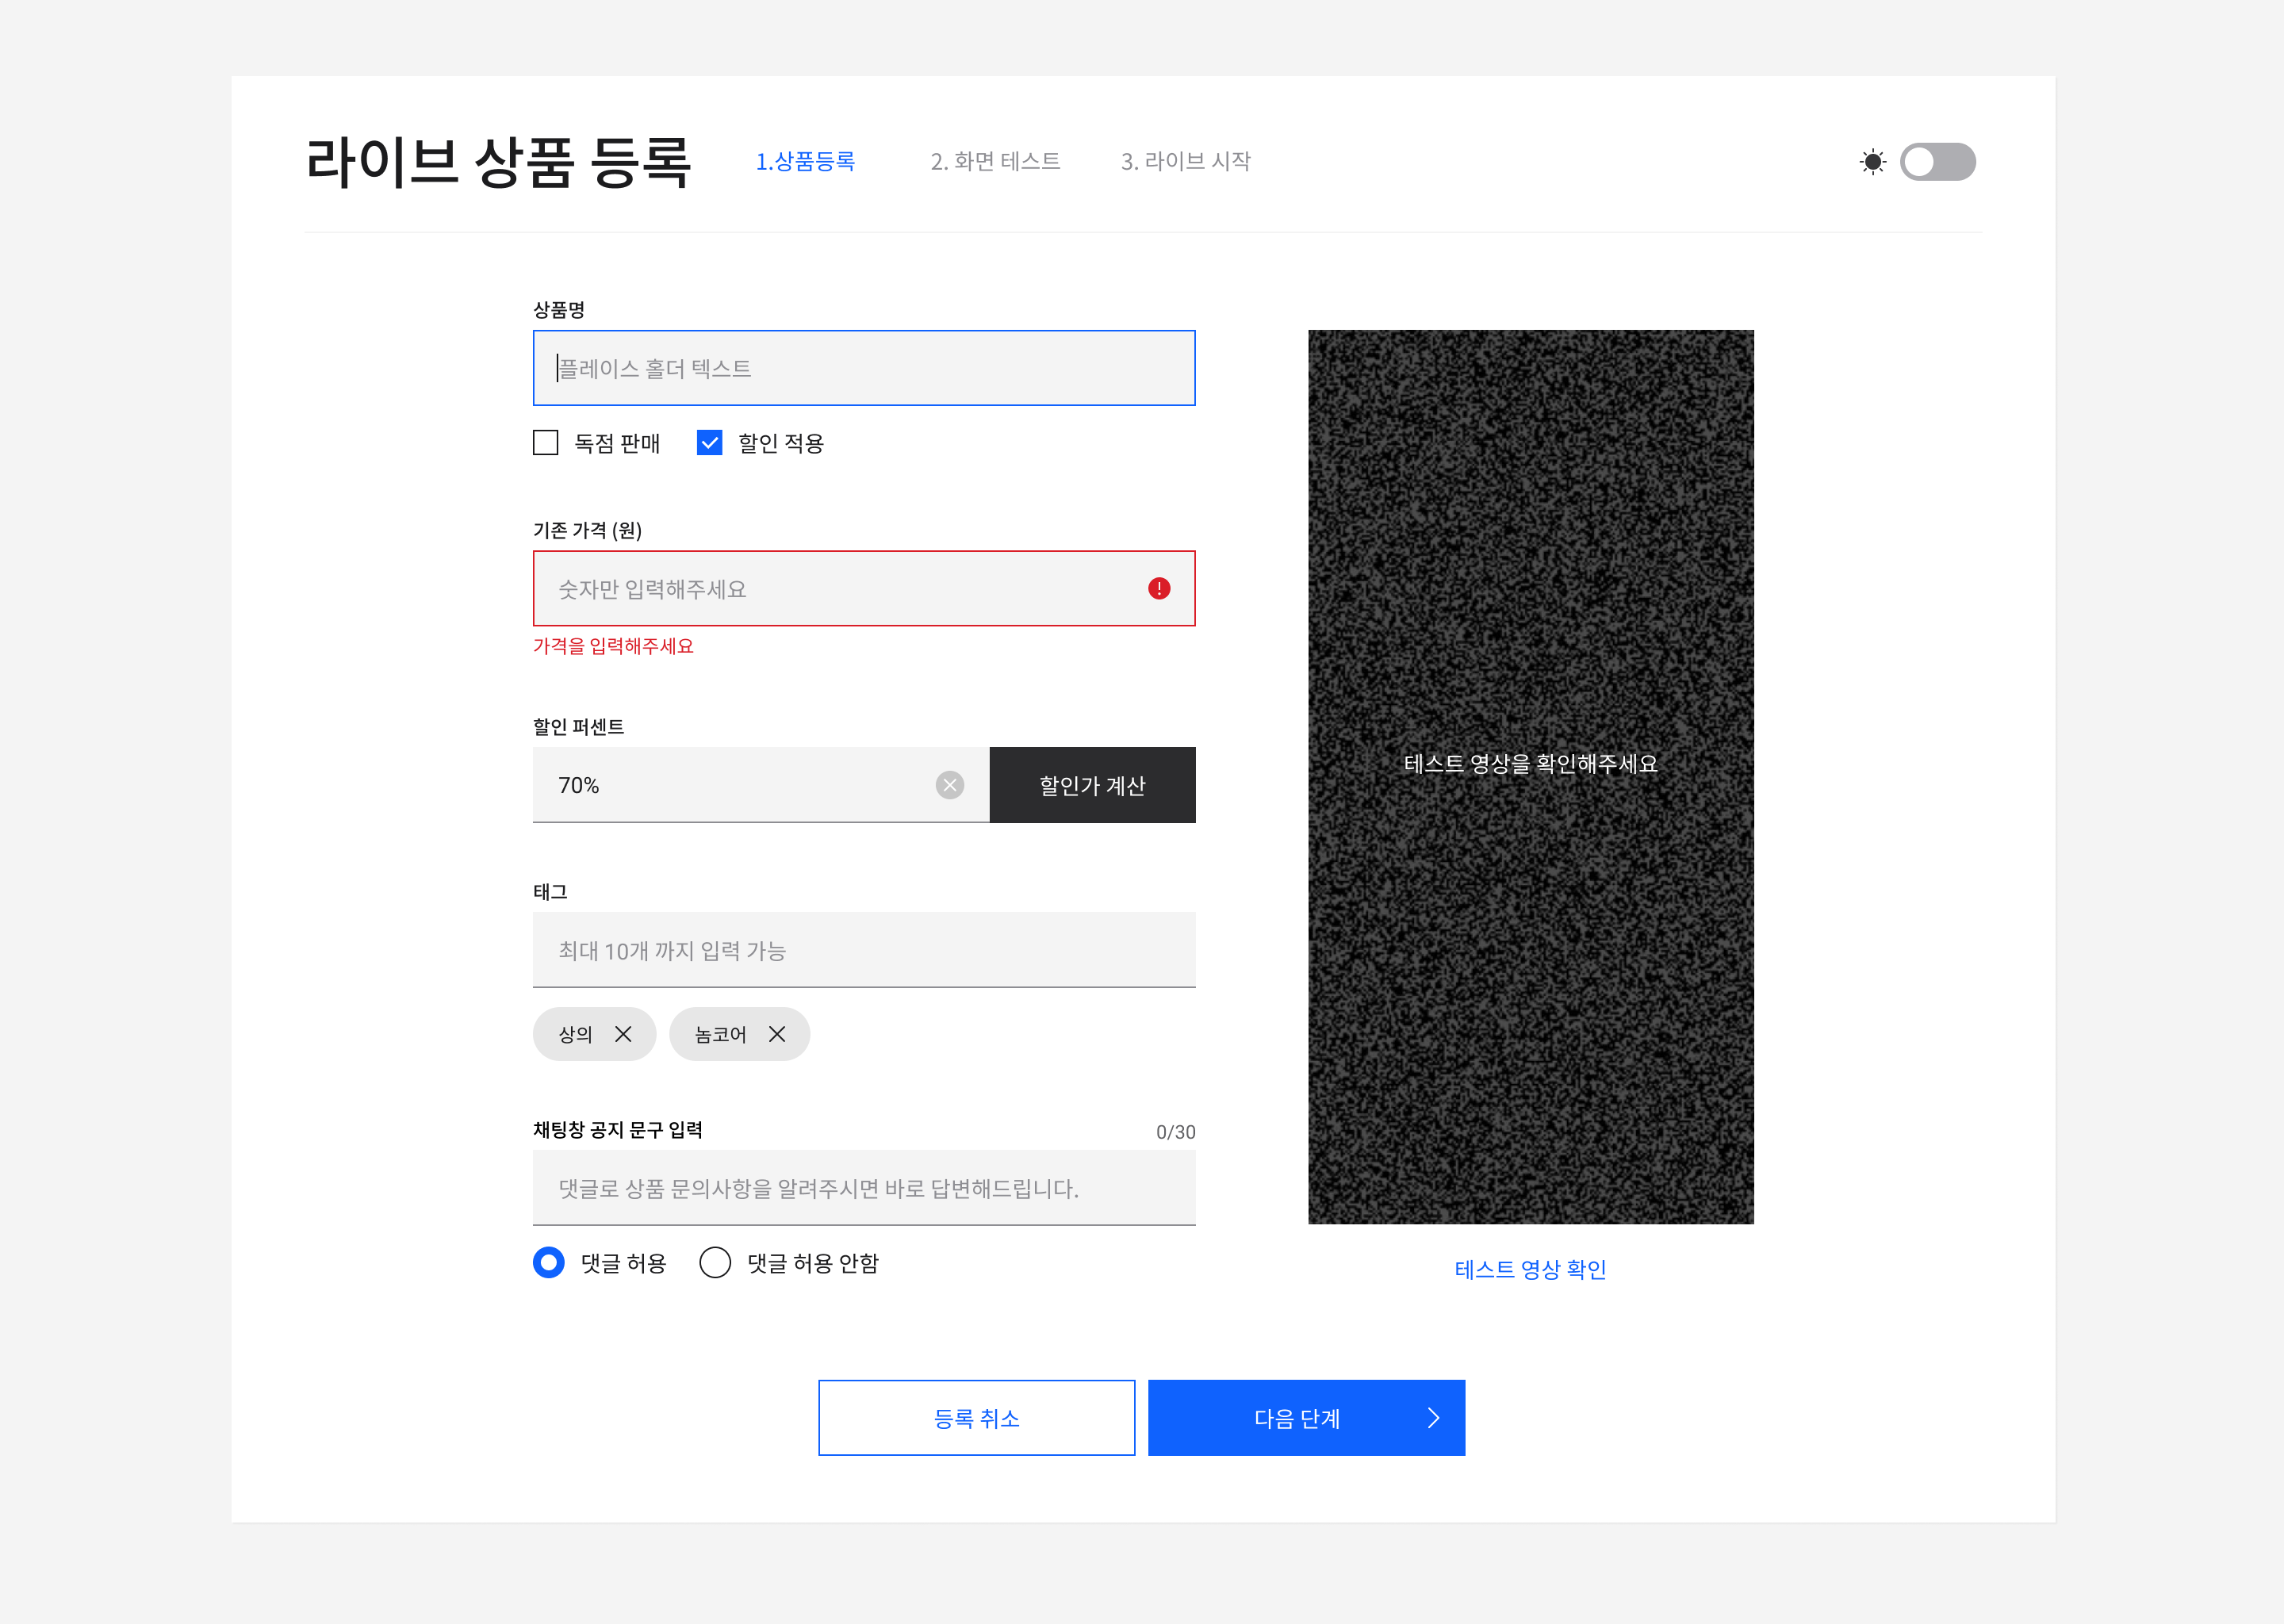 라이브 상품 등록
1.상품등록
2. 화면 테스트
3. 라이브 시작
상품명
플레이스 홀더 텍스트
독점 판매
할인 적용
기존 가격 (원)
숫자만 입력해주세요
가격을 입력해주세요
할인 퍼센트
70%
할인가 계산
태그
최대 10개 까지 입력 가능
상의
놈코어
채팅창 공지 문구 입력
0/30
댓글로 상품 문의사항을 알려주시면 바로 답변해드립니다.
댓글 허용
댓글 허용 안함
테스트 영상을 확인해주세요
테스트 영상 확인
등록 취소
다음 단계